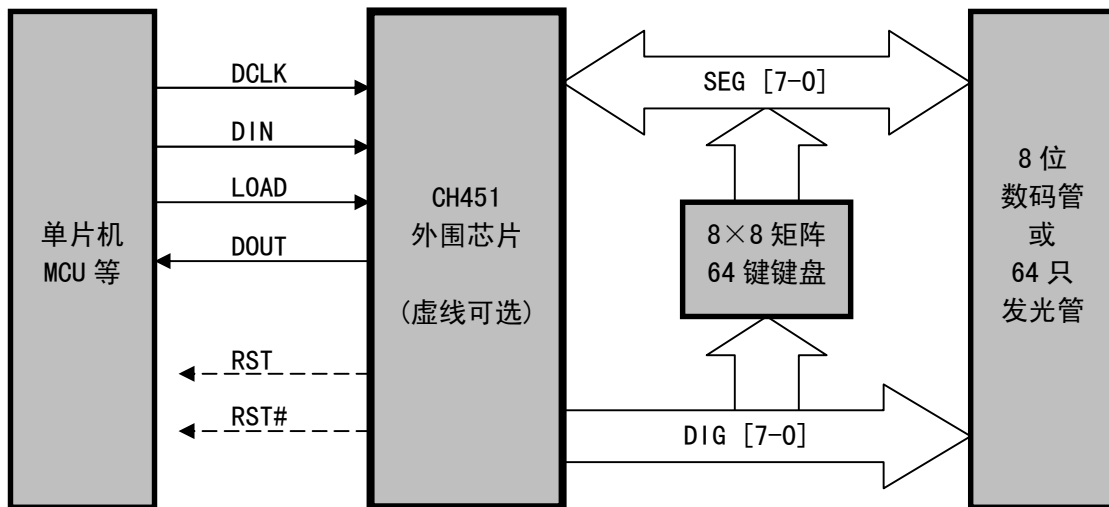 单片机
MCU 等
DCLK
DIN
LOAD
DOUT
RST
RST#
CH451
外围芯片
(虚线可选)
SEG [7-0]
8×8 矩阵
64 键键盘
DIG [7-0]
8 位
数码管
或
64 只
发光管